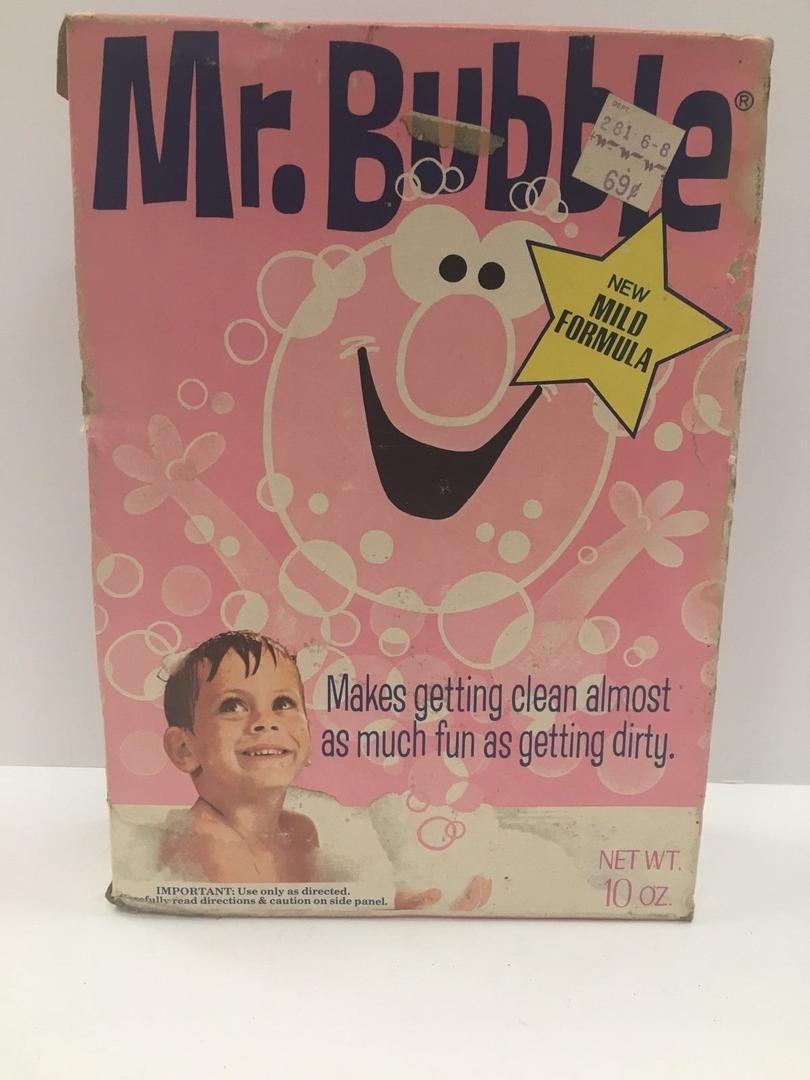 Mr. Bubble®
DEPT.
281 6-8
69¢
NEW
MILD
FORMULA
Makes getting clean almost
as much fun as getting dirty.
NET WT.
10 OZ.
IMPORTANT: Use only as directed.
read directions & caution on side panel.